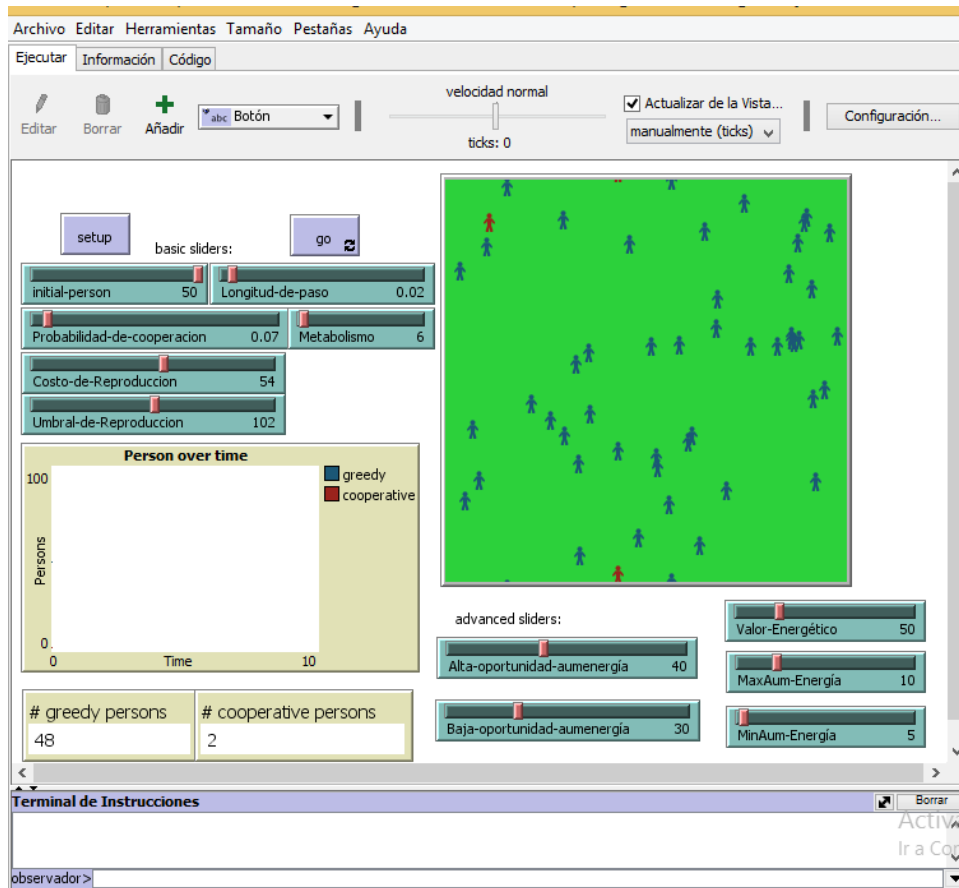 Archivo Editar Herramientas Tamaño Pestañas Ayuda
Ejecutar Información Código
velocidad normal
Editar Borrar Añadir abc Botón
ticks: 0
Actualizar de la Vista...
manualmente (ticks)
Configuración...
setup
basic sliders:
go
initial-person 50
Longitud-de-paso 0.02
Probabilidad-de-cooperacion 0.07
Metabolismo 6
Costo-de-Reproduccion 54
Umbral-de-Reproduccion 102
Person over time
100
Persons
0
0 Time 10
greedy
cooperative
# greedy persons
48
# cooperative persons
2
advanced sliders:
Alta-oportunidad-aumenergía 40
Baja-oportunidad-aumenergía 30
Valor-Energético 50
MaxAum-Energía 10
MinAum-Energía 5
Terminal de Instrucciones
Borrar
observador>
Ir a